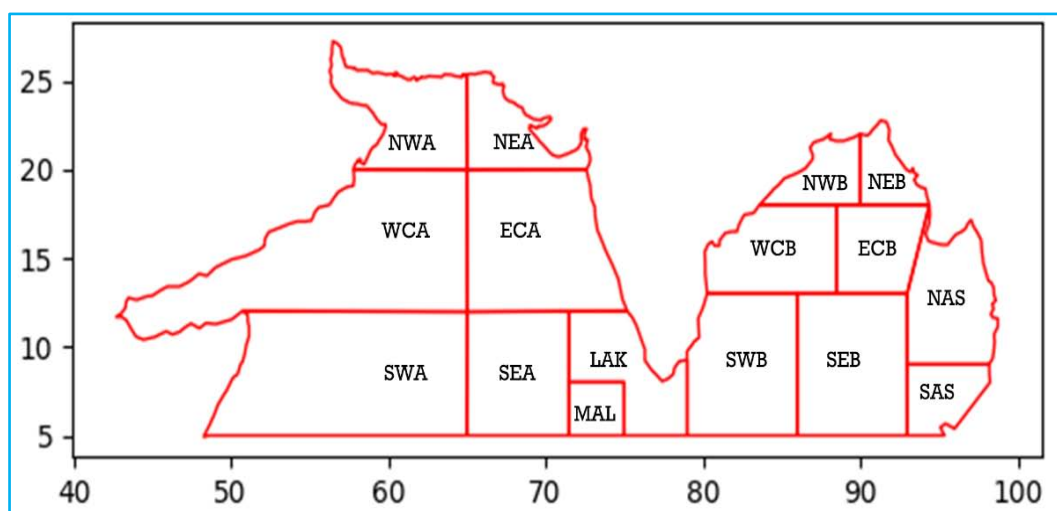 25
NWA NEA
20
NWB NEB
WCA ECA
WCB ECB
15
NAS
10
SWA SEA LAK SWB SEB
SAS
MAL
5
40 50 60 70 80 90 100